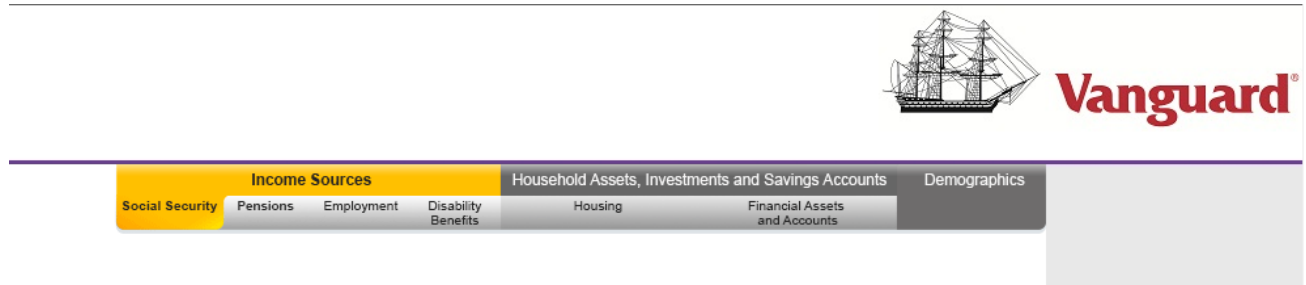 Vanguard®
Income Sources
Household Assets, Investments and Savings Accounts
Demographics
Social Security
Pensions
Employment
Disability
Benefits
Housing
Financial Assets
and Accounts